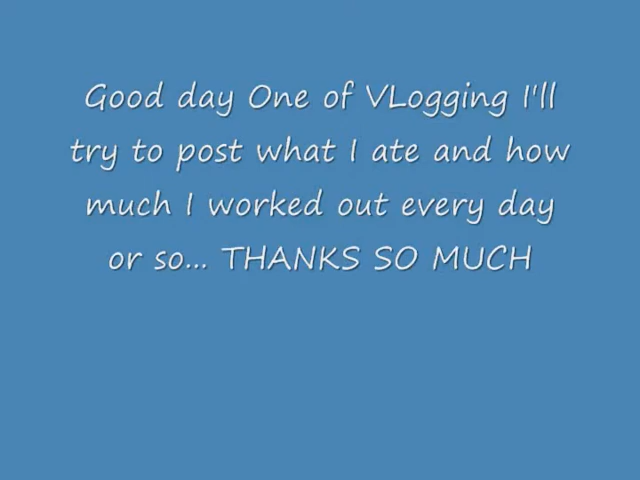 Good day One of VLogging I'll
try to post what I ate and how
much I worked out every day
or so... THANKS SO MUCH